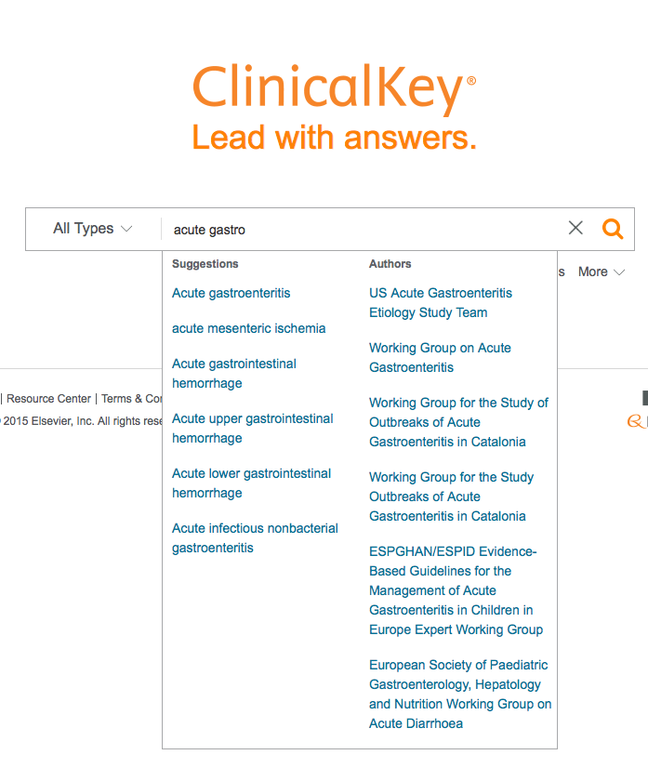 ClinicalKey®
Lead with answers.
All Types
acute gastro
s More
Suggestions
Acute gastroenteritis
acute mesenteric ischemia
Acute gastrointestinal
hemorrhage
Acute upper gastrointestinal
hemorrhage
Acute lower gastrointestinal
hemorrhage
Acute infectious nonbacterial
gastroenteritis
Authors
US Acute Gastroenteritis
Etiology Study Team
Working Group on Acute
Gastroenteritis
Working Group for the Study of
Outbreaks of Acute
Gastroenteritis in Catalonia
Working Group for the Study
Outbreaks of Acute
Gastroenteritis in Catalonia
ESPGHAN/ESPID Evidence-
Based Guidelines for the
Management of Acute
Gastroenteritis in Children in
Europe Expert Working Group
European Society of Paediatric
Gastroenterology, Hepatology
and Nutrition Working Group on
Acute Diarrhoea
| Resource Center | Terms & Cor
2015 Elsevier, Inc. All rights rese